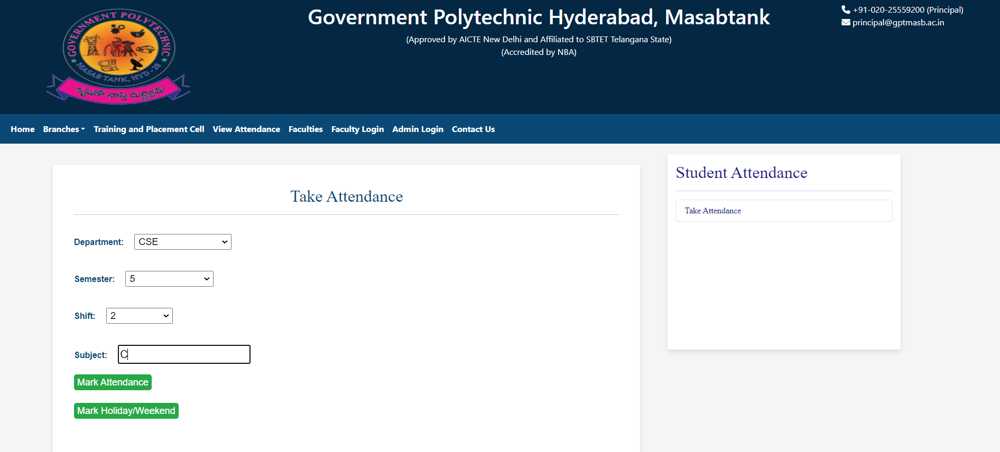 GOVERNMENT POLYTECHNIC
MASAB TANK, HYD - 28
కృషితో నాస్తి దుర్భిక్షమ్
Government Polytechnic Hyderabad, Masabtank
(Approved by AICTE New Delhi and Affiliated to SBTET Telangana State)
(Accredited by NBA)
+91-020-25559200 (Principal)
principal@gptmasb.ac.in
Home Branches Training and Placement Cell View Attendance Faculties Faculty Login Admin Login Contact Us
Take Attendance
Department: CSE
Semester: 5
Shift: 2
Subject: C
Mark Attendance
Mark Holiday/Weekend
Student Attendance
Take Attendance